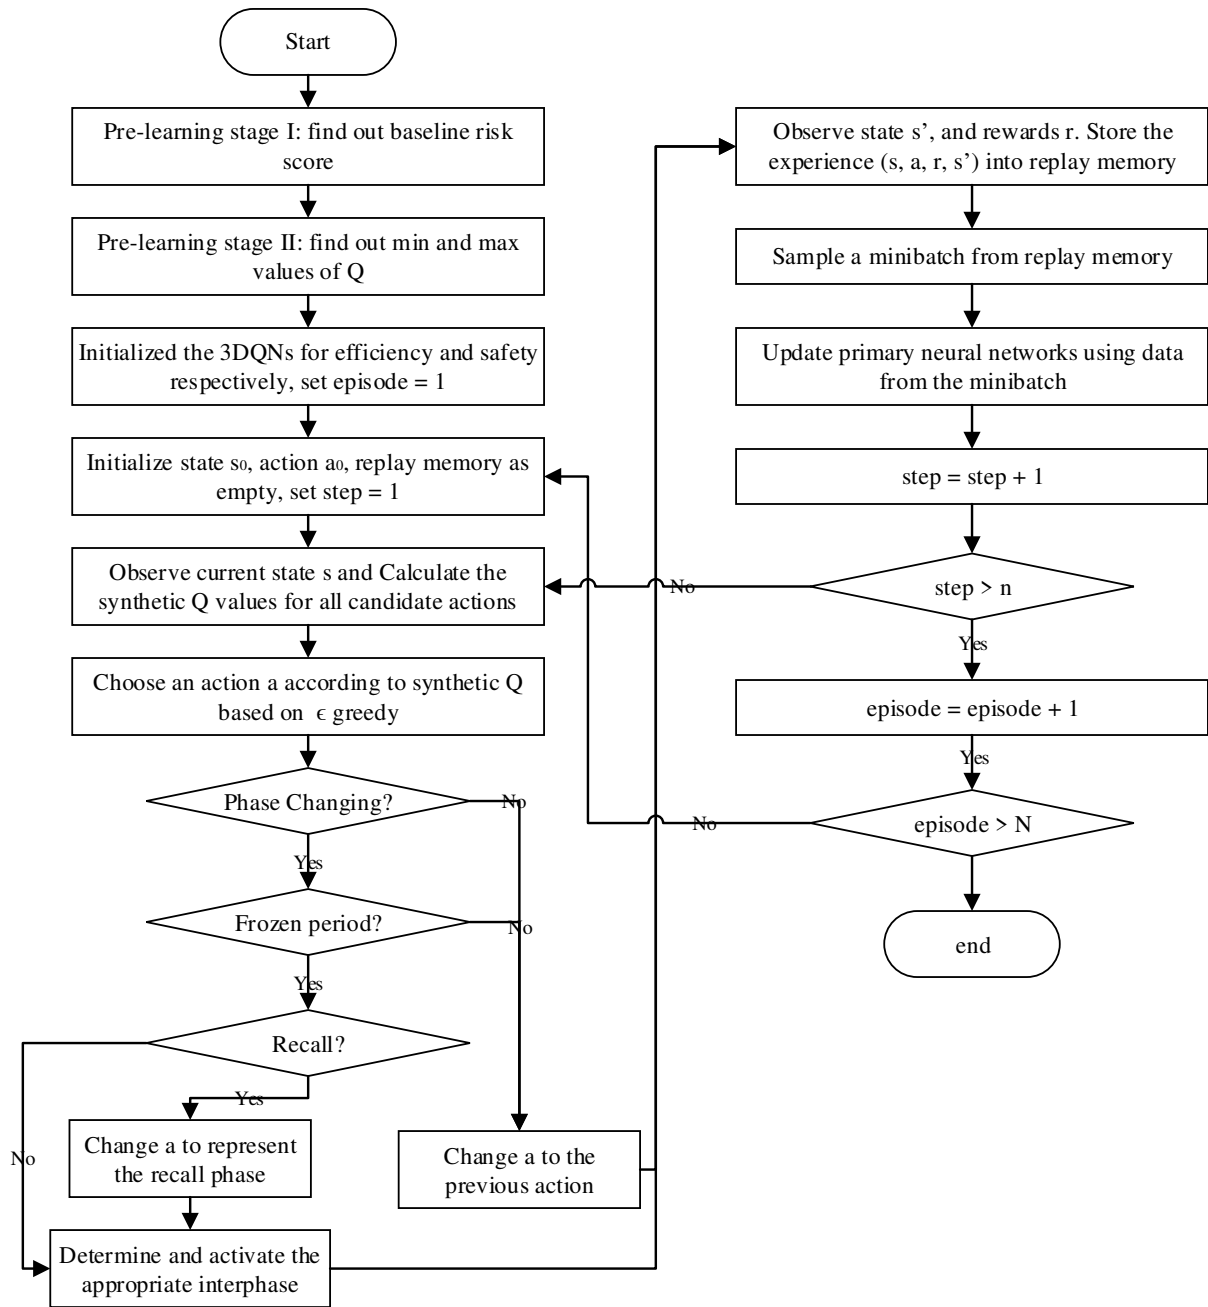 Start
Pre-learning stage I: find out baseline risk
score
Pre-learning stage II: find out min and max
values of Q
Initialized the 3DQNs for efficiency and safety
respectively, set episode = 1
Initialize state s₀, action a₀, replay memory as
empty, set step = 1
Observe current state s and Calculate the
synthetic Q values for all candidate actions
Choose an action a according to synthetic Q
based on ϵ greedy
Phase Changing?
No
Yes
Frozen period?
No
Yes
Recall?
Yes
No
Change a to represent
the recall phase
Change a to the
previous action
Determine and activate the
appropriate interphase
Observe state s’, and rewards r. Store the
experience (s, a, r, s’) into replay memory
Sample a minibatch from replay memory
Update primary neural networks using data
from the minibatch
step = step + 1
step > n
No
Yes
episode = episode + 1
Yes
episode > N
No
end